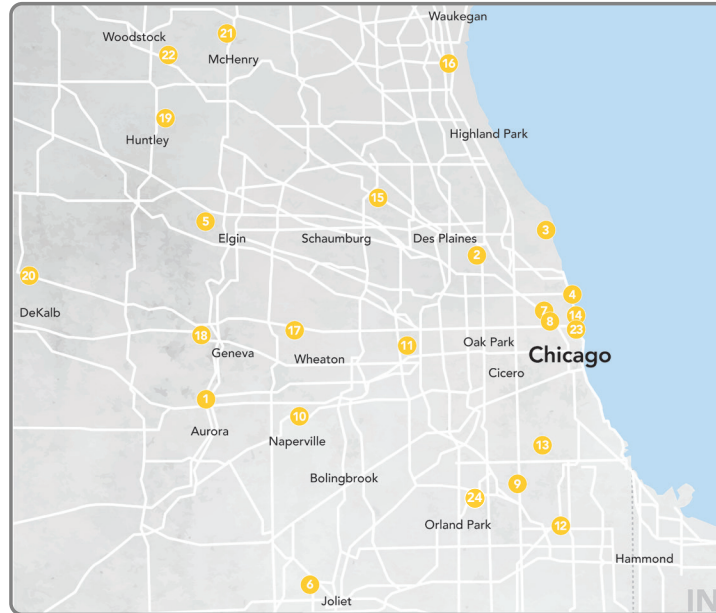 Waukegan
21
Woodstock
22
McHenry
16
19
Highland Park
Huntley
15
5
3
Elgin
Schaumburg
Des Plaines
2
20
4
DeKalb
7
14
8
23
17
18
Oak Park
11
Geneva
Wheaton
Chicago
Cicero
1
10
Aurora
Naperville
13
Bolingbrook
9
24
Orland Park
12
Hammond
6
Joliet
IN